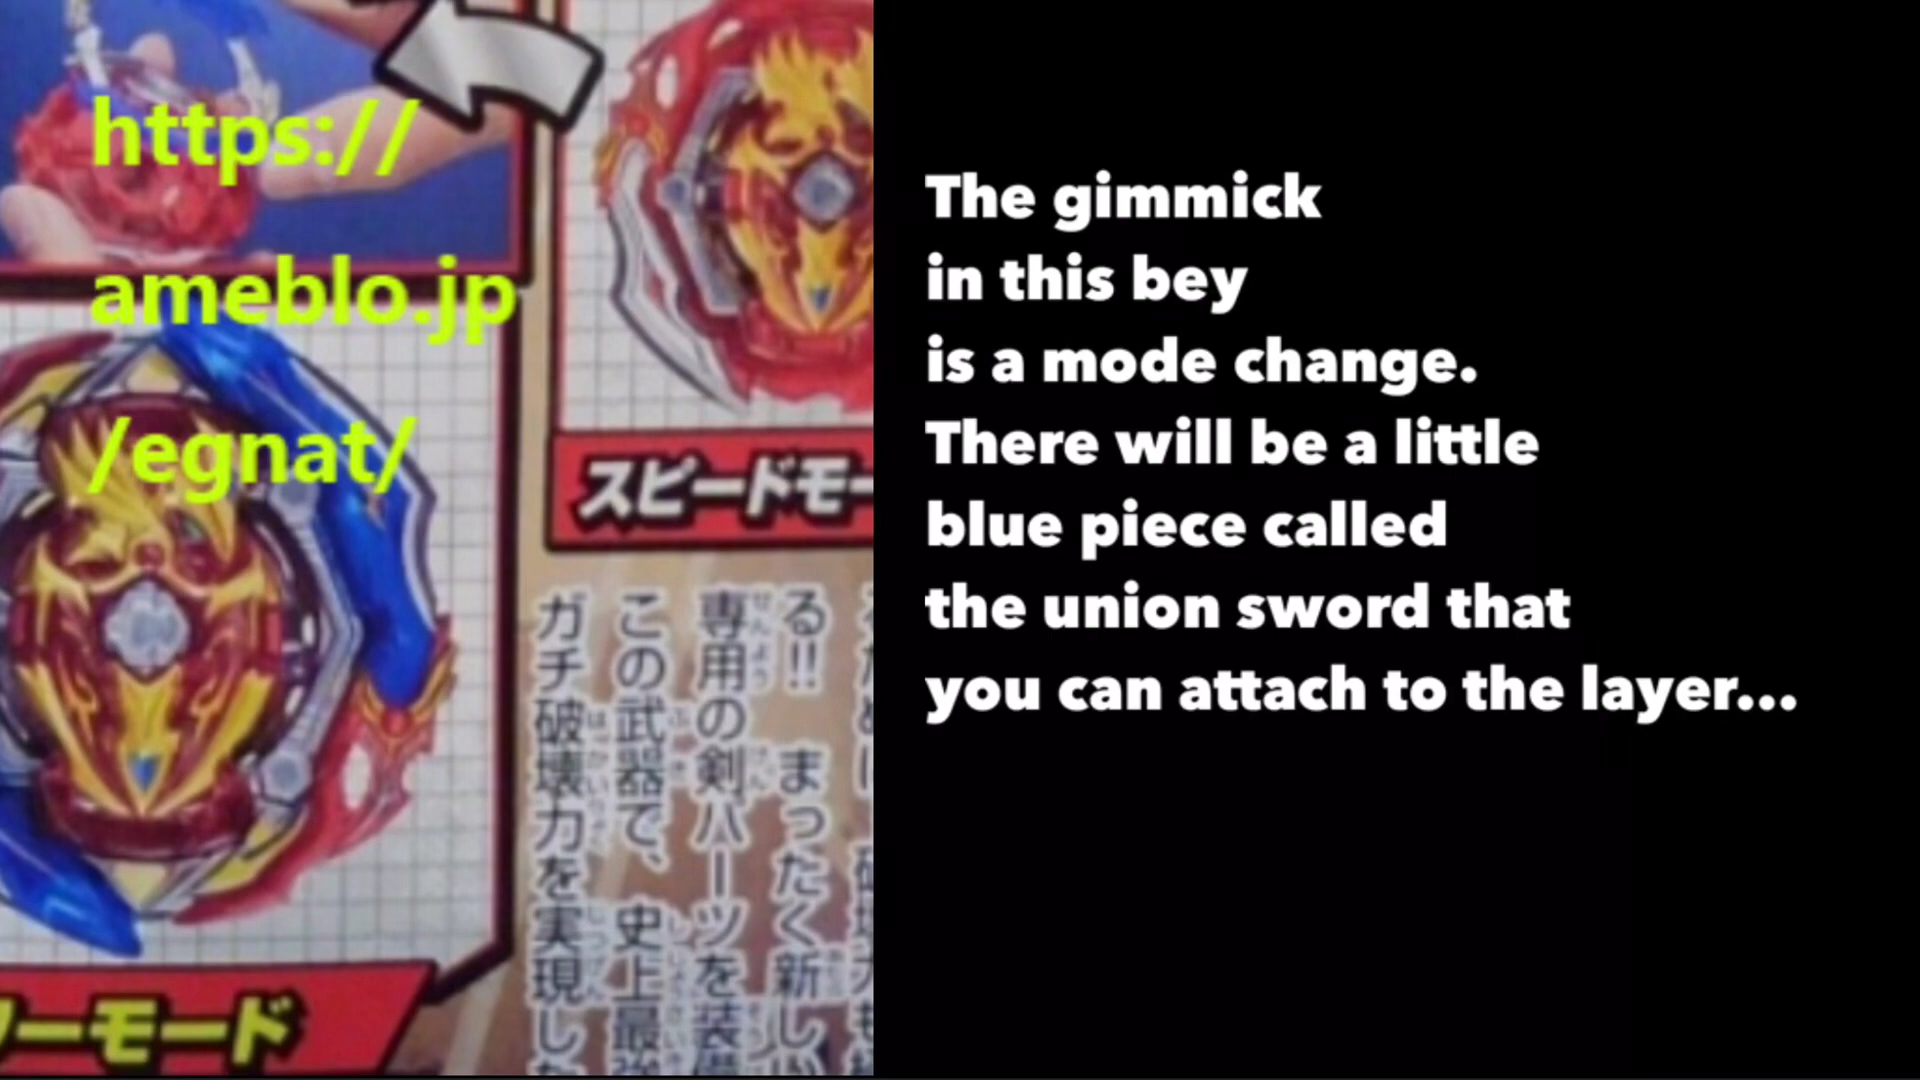 https://
ameblo.jp
/egnat/
スピードモー
ーモード
る!! まったく新しい
専用の剣パーツを装備
この武器で、史上最強
ガチ破壊力を実現した
The gimmick
in this bey
is a mode change.
There will be a little
blue piece called
the union sword that
you can attach to the layer...